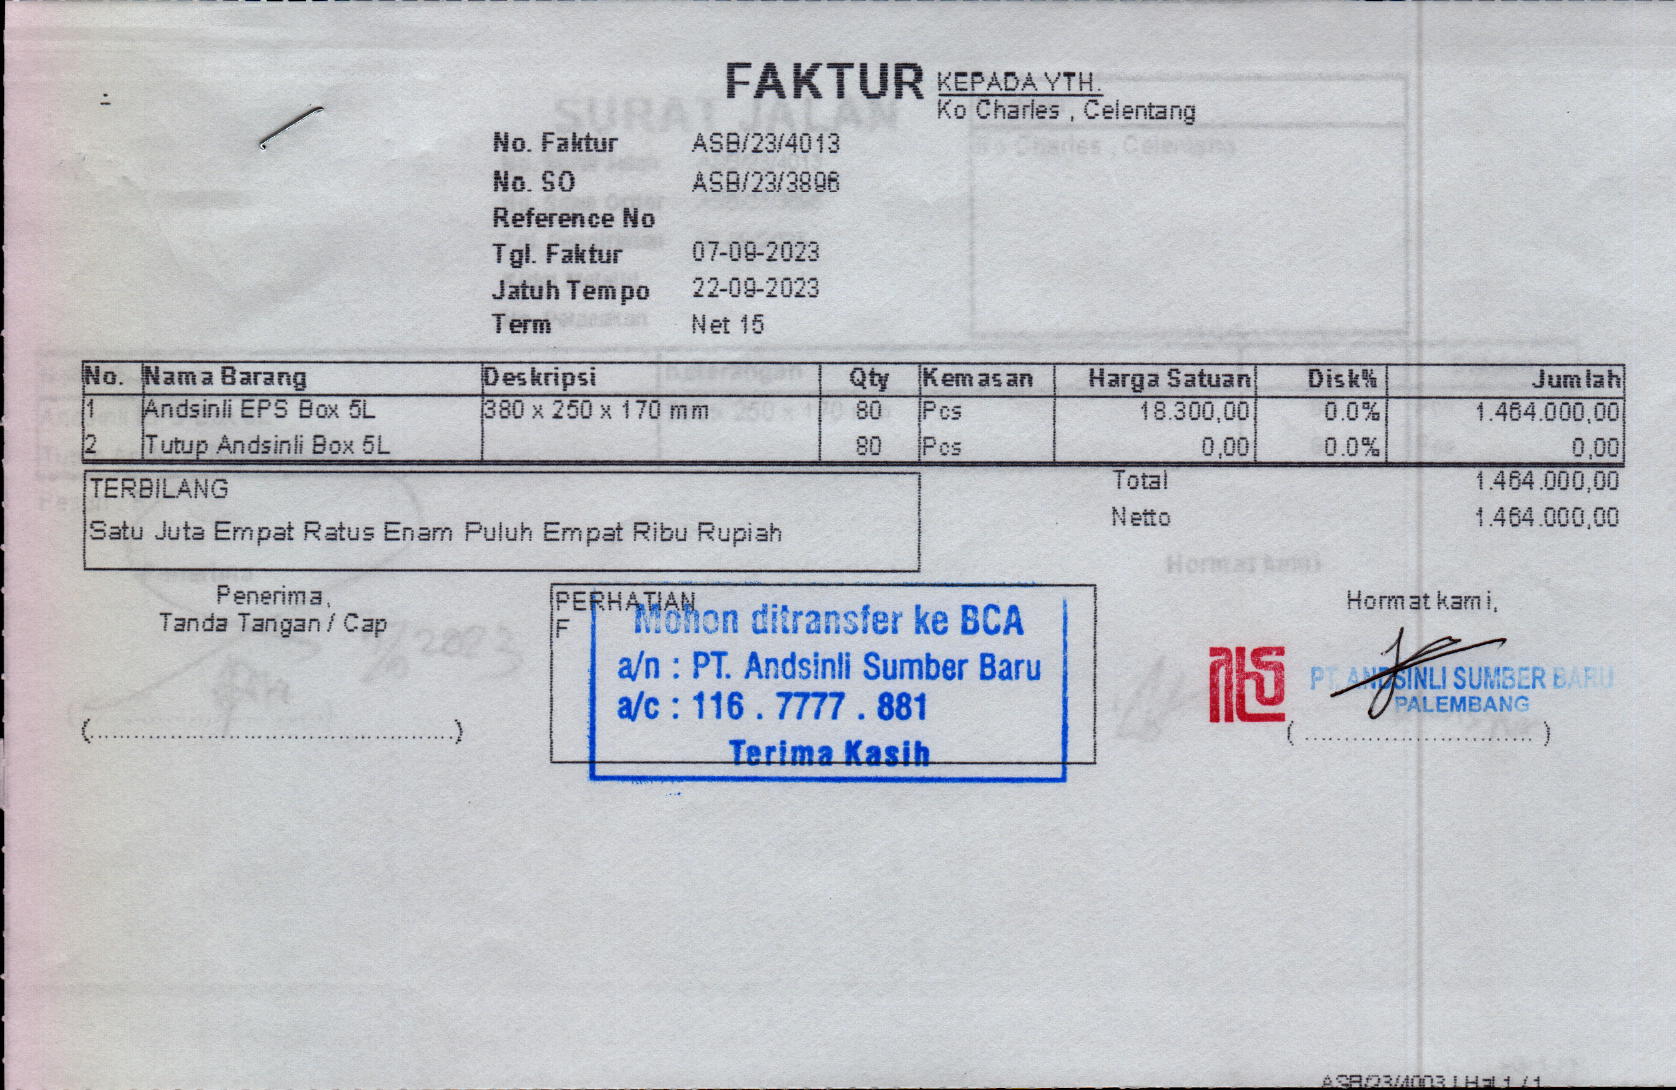 FAKTUR
KEPADA YTH.
Ko Charles , Celentang
No. Faktur ASB/23/4013
No. SO ASB/23/3896
Reference No
Tgl. Faktur 07-09-2023
Jatuh Tempo 22-09-2023
Term Net 15
No. Nama Barang Deskripsi Qty Kemasan Harga Satuan Disk% Jumlah
1 Andsinli EPS Box 5L 380 x 250 x 170 mm 80 Pcs 18.300,00 0.0% 1.464.000,00
2 Tutup Andsinli Box 5L 80 Pcs 0,00 0.0% 0,00
TERBILANG
Satu Juta Empat Ratus Enam Puluh Empat Ribu Rupiah
Total 1.464.000,00
Netto 1.464.000,00
Penerima,
Tanda Tangan / Cap
(..............................................)
PERHATIAN
F
Mohon ditransfer ke BCA
a/n : PT. Andsinli Sumber Baru
a/c : 116 . 7777 . 881
Terima Kasih
Hormat kami,
PT. ANDSINLI SUMBER BARU
PALEMBANG
( ............................. )
ASB/23/4003 | Hal 1 / 1